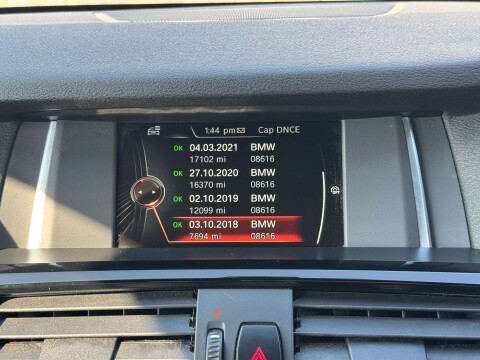 1:44 pm Cap DNCE
OK 04.03.2021 BMW
17102 mi 08616
OK 27.10.2020 BMW
16370 mi 08616
OK 02.10.2019 BMW
12099 mi 08616
OK 03.10.2018 BMW
7694 mi 08616